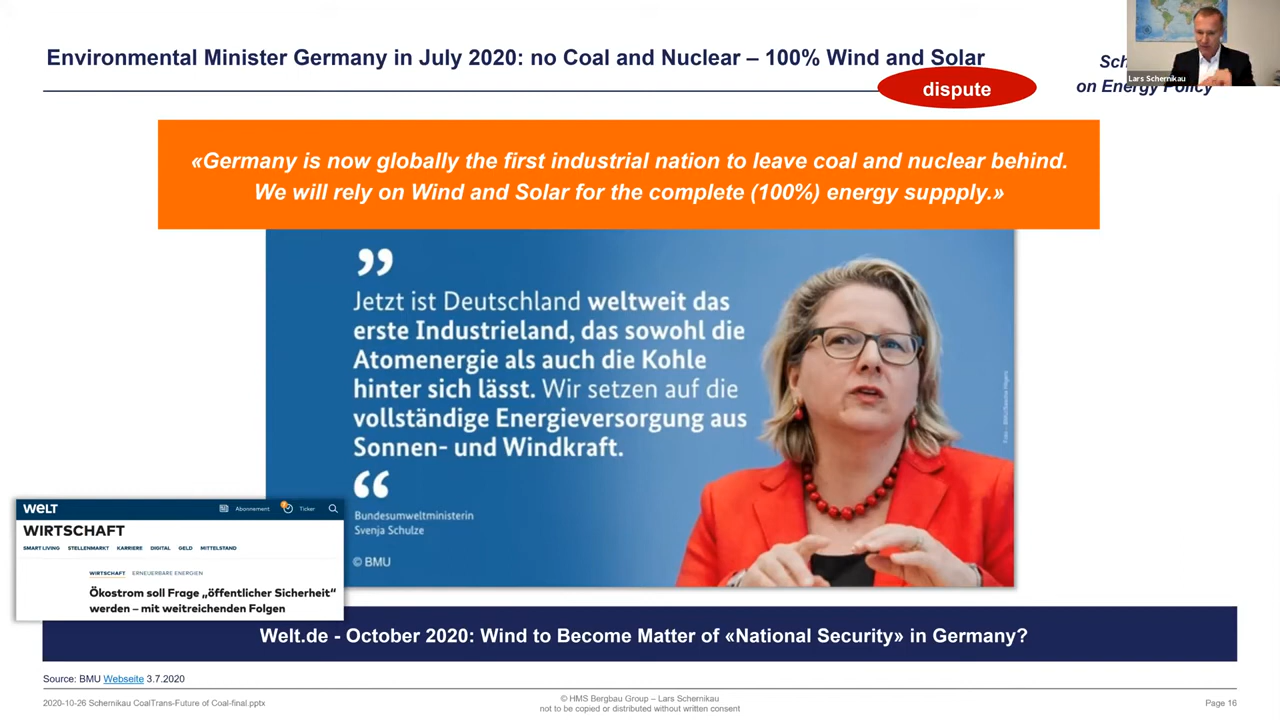 Environmental Minister Germany in July 2020: no Coal and Nuclear – 100% Wind and Solar
dispute
on Energy Policy
Lars Schernikau
«Germany is now globally the first industrial nation to leave coal and nuclear behind.
We will rely on Wind and Solar for the complete (100%) energy suppply.»
”
Jetzt ist Deutschland weltweit das
erste Industrieland, das sowohl die
Atomenergie als auch die Kohle
hinter sich lässt. Wir setzen auf die
vollständige Energieversorgung aus
Sonnen- und Windkraft.
“
Bundesumweltministerin
Svenja Schulze
© BMU
WELT
Abonnement
Ticker
WIRTSCHAFT
SMART LIVING STELLENMARKT KARRIERE DIGITAL GELD MITTELSTAND
WIRTSCHAFT ERNEUERBARE ENERGIEN
Ökostrom soll Frage „öffentlicher Sicherheit“
werden – mit weitreichenden Folgen
Welt.de - October 2020: Wind to Become Matter of «National Security» in Germany?
Source: BMU Webseite 3.7.2020
2020-10-26 Schernikau CoalTrans-Future of Coal-final.pptx
© HMS Bergbau Group – Lars Schernikau
not to be copied or distributed without written consent
Page 16